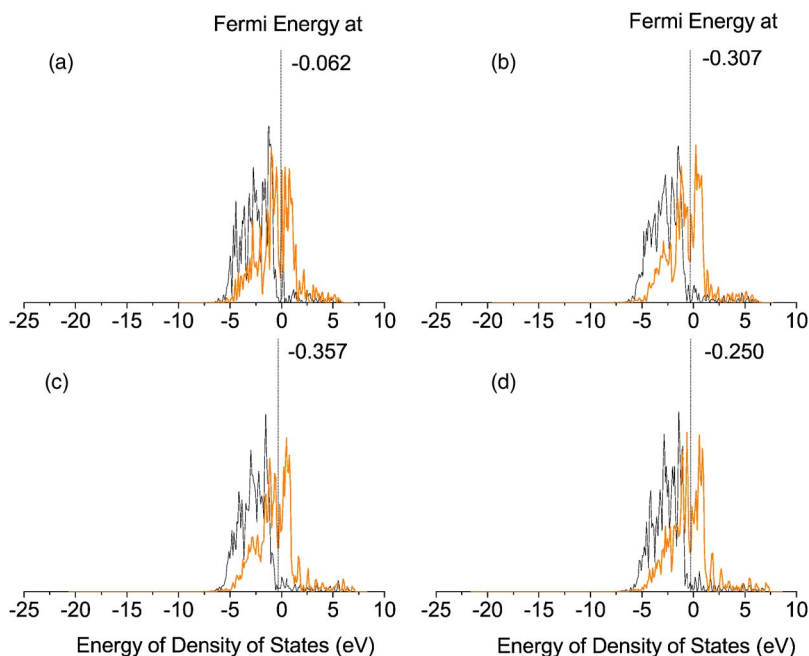 Fermi Energy at
Fermi Energy at
(a)
-0.062
(b)
-0.307
-25 -20 -15 -10 -5 0 5 10
-25 -20 -15 -10 -5 0 5 10
(c)
-0.357
(d)
-0.250
-25 -20 -15 -10 -5 0 5 10
-25 -20 -15 -10 -5 0 5 10
Energy of Density of States (eV)
Energy of Density of States (eV)